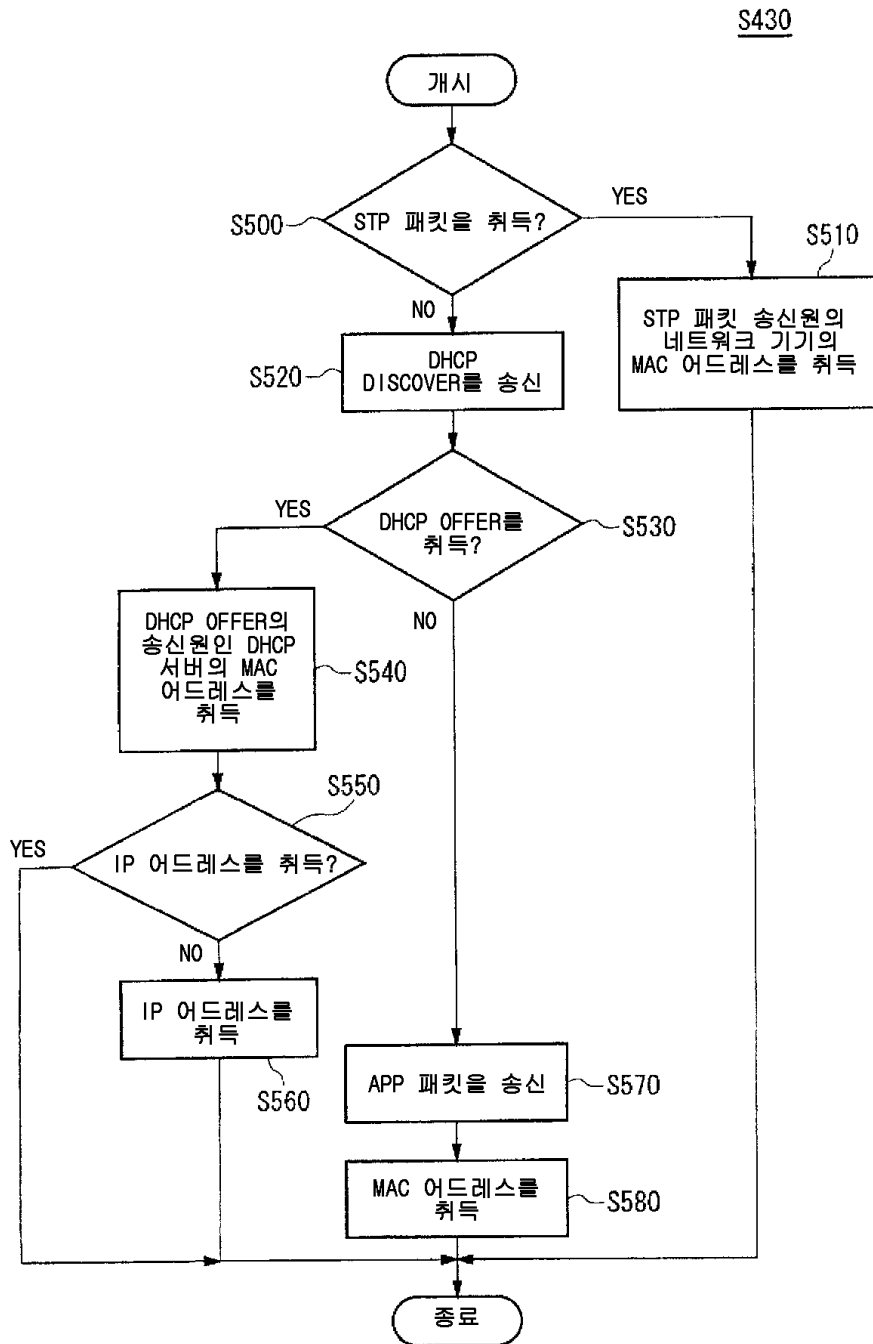 S430
개시
S500
STP 패킷을 취득?
YES
NO
S510
STP 패킷 송신원의
네트워크 기기의
MAC 어드레스를 취득
S520
DHCP
DISCOVER를 송신
YES
DHCP OFFER를
취득?
S530
NO
DHCP OFFER의
송신원인 DHCP
서버의 MAC
어드레스를
취득
S540
S550
YES
IP 어드레스를 취득?
NO
IP 어드레스를
취득
S560
APP 패킷을 송신
S570
MAC 어드레스를
취득
S580
종료